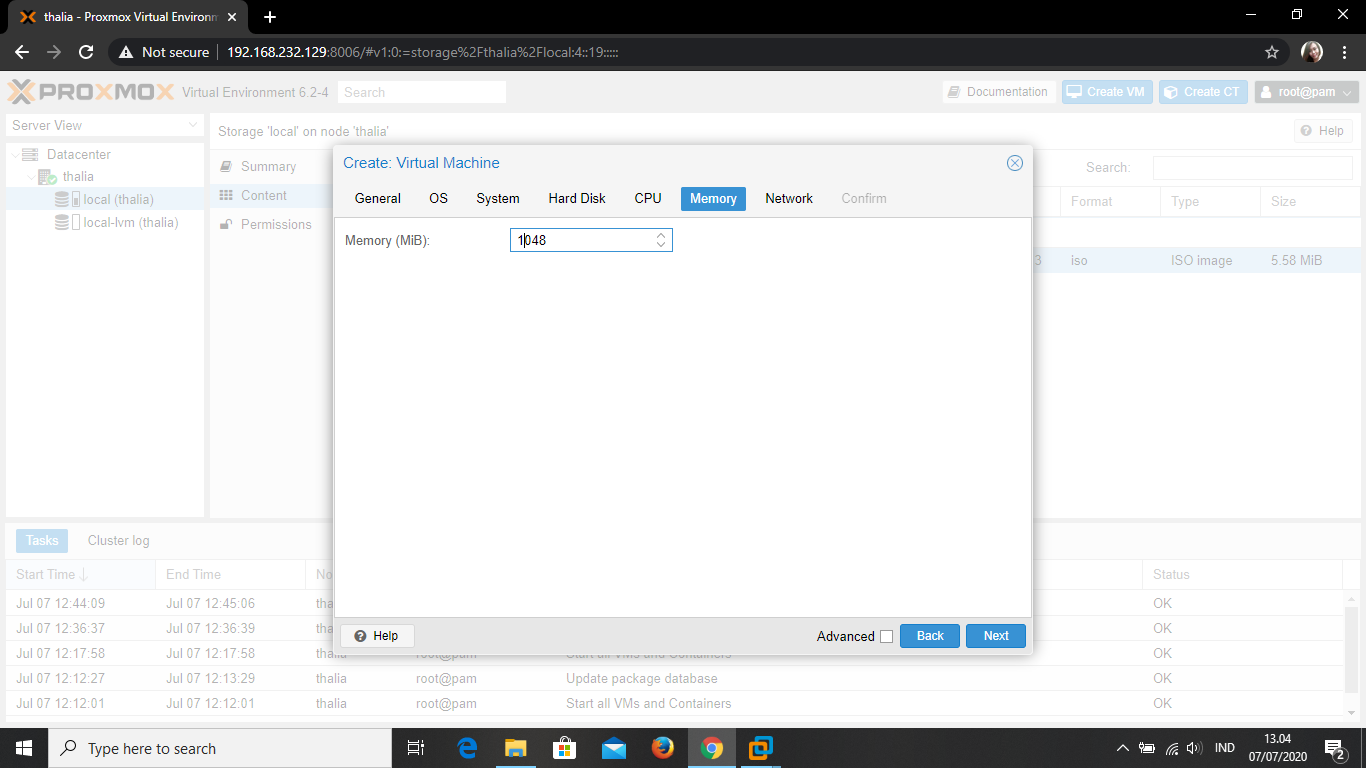 thalia - Proxmox Virtual Environm
Not secure 192.168.232.129:8006/#v1:0:=storage%2Fthalia%2Flocal:4::19:::::
PROXMOX Virtual Environment 6.2-4 Search Documentation Create VM Create CT root@pam
Server View
Storage 'local' on node 'thalia' Help
Datacenter
thalia
local (thalia)
local-lvm (thalia)
Summary
Content
Permissions
Search:
Format Type Size
3 iso ISO image 5.58 MiB
Create: Virtual Machine
General OS System Hard Disk CPU Memory Network Confirm
Memory (MiB): 1048
Help Advanced Back Next
Tasks Cluster log
Start Time End Time No Status
Jul 07 12:44:09 Jul 07 12:45:06 tha OK
Jul 07 12:36:37 Jul 07 12:36:39 tha OK
Jul 07 12:17:58 Jul 07 12:17:58 thalia root@pam Start all VMs and Containers OK
Jul 07 12:12:27 Jul 07 12:13:29 thalia root@pam Update package database OK
Jul 07 12:12:01 Jul 07 12:12:01 thalia root@pam Start all VMs and Containers OK
Type here to search
IND
13.04
07/07/2020
2